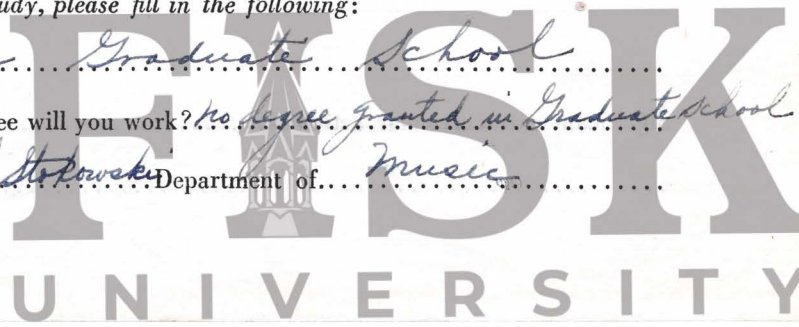 udy, please fill in the following:
Graduate School
ee will you work? no degree granted in Graduate School
Stokowski Department of Music
FISK
UNIVERSITY